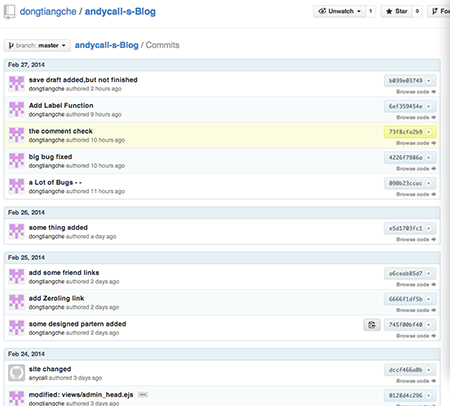 dongtiangche / andycall-s-Blog
Unwatch 1 Star 0 For
branch: master andycall-s-Blog / Commits
Feb 27, 2014
save draft added,but not finished
dongtiangche authored 2 hours ago
b039e03749
Browse code
Add Label Function
dongtiangche authored 9 hours ago
6ef359454e
Browse code
the comment check
dongtiangche authored 10 hours ago
73f8cfa2b9
Browse code
big bug fixed
dongtiangche authored 10 hours ago
4226f7986a
Browse code
a Lot of Bugs - -
dongtiangche authored 11 hours ago
090b23ccac
Browse code
Feb 26, 2014
some thing added
dongtiangche authored a day ago
e5d1703fc1
Browse code
Feb 25, 2014
add some friend links
dongtiangche authored 2 days ago
a6ceab85d7
Browse code
add Zeroling link
dongtiangche authored 2 days ago
6666f1df5b
Browse code
some designed partern added
dongtiangche authored 2 days ago
745f00bf40
Browse code
Feb 24, 2014
site changed
anycall authored 3 days ago
dccf466a0b
Browse code
modified: views/admin_head.ejs
dongtiangche authored 3 days ago
0128d4c296
Browse code